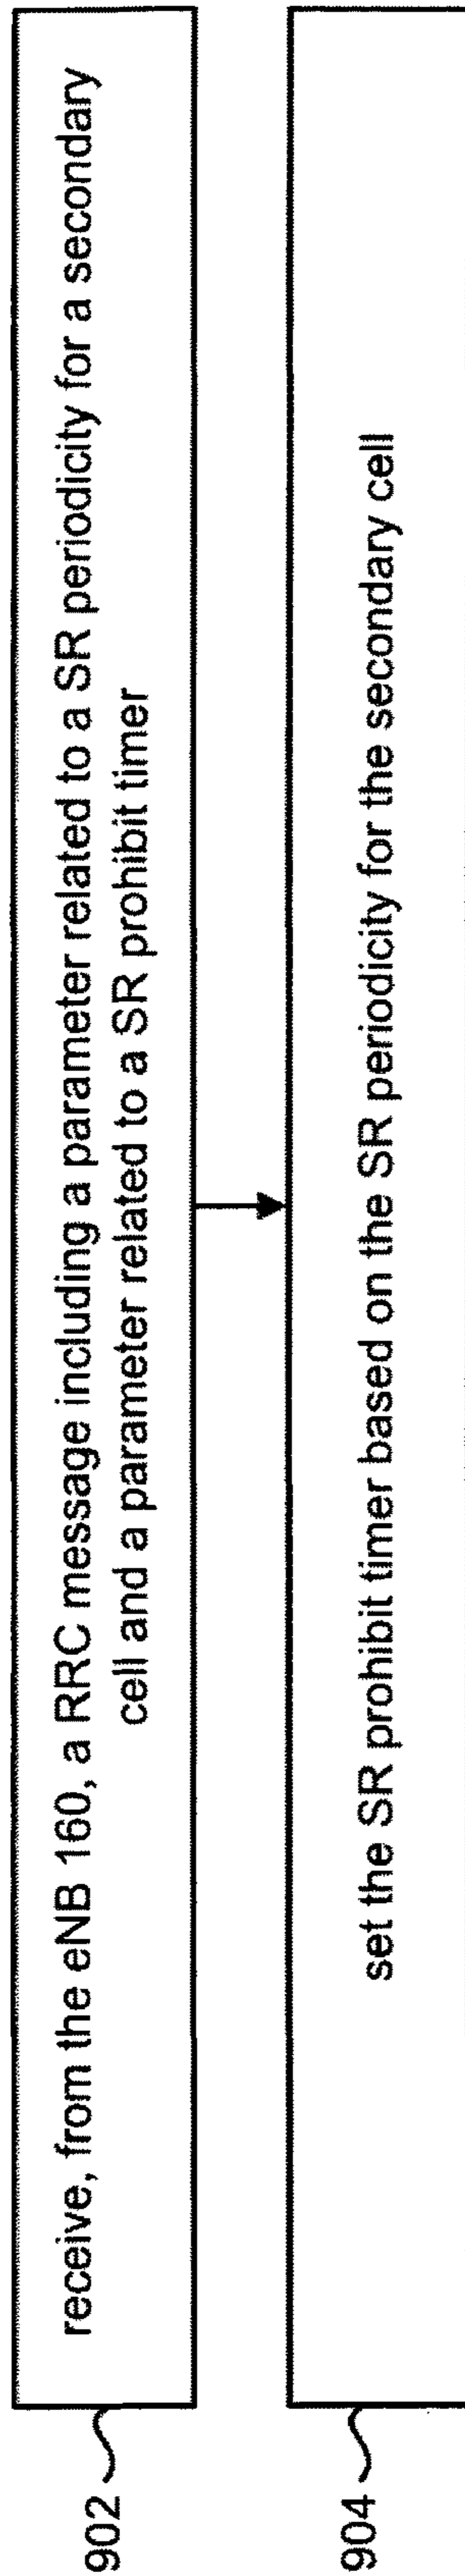 902
receive, from the eNB 160, a RRC message including a parameter related to a SR periodicity for a secondary
cell and a parameter related to a SR prohibit timer
904
set the SR prohibit timer based on the SR periodicity for the secondary cell